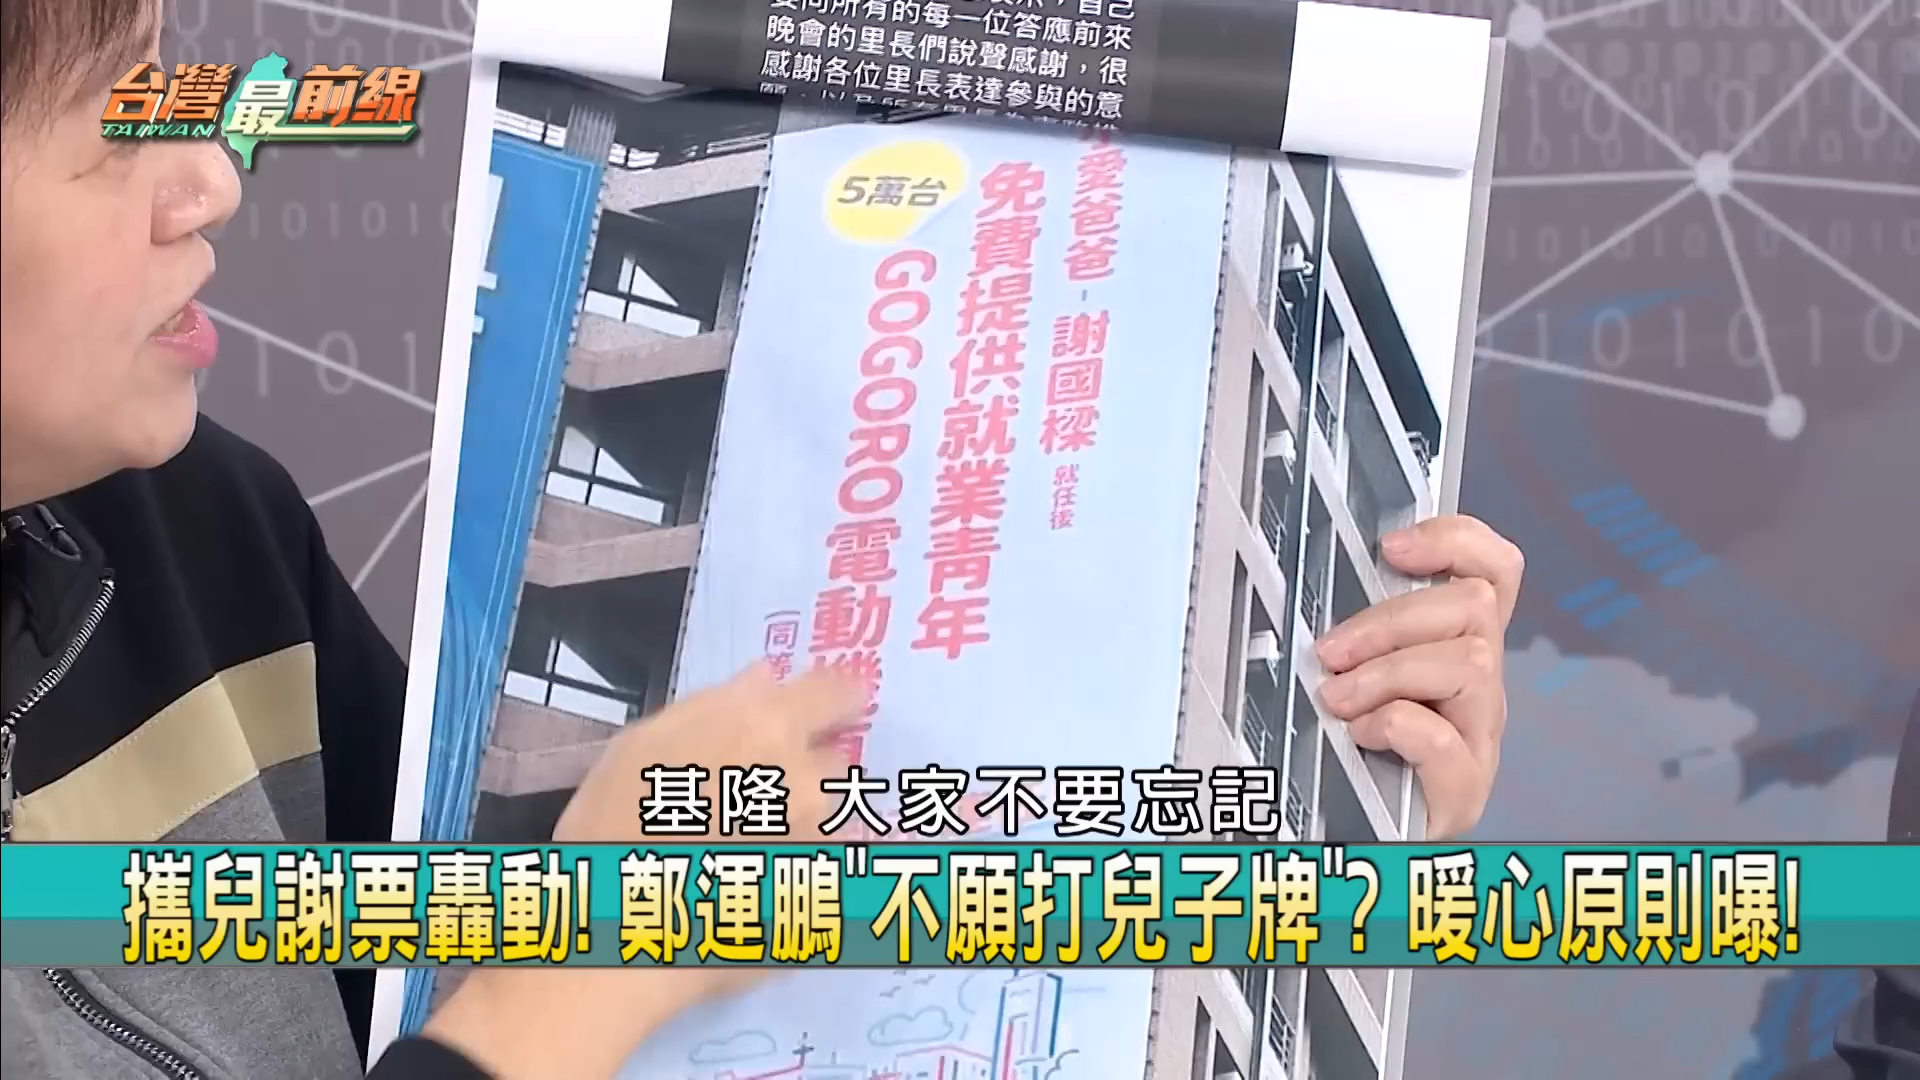 台灣最前線
TAIWAN
要向所有的每一位答應前來
晚會的里長們說聲感謝,很
感謝各位里長表達參與的意
愛爸爸,謝國樑 就任後
免費提供就業青年
5萬台
GOGORO電動機
(同等
基隆 大家不要忘記
攜兒謝票轟動! 鄭運鵬"不願打兒子牌"? 暖心原則曝!